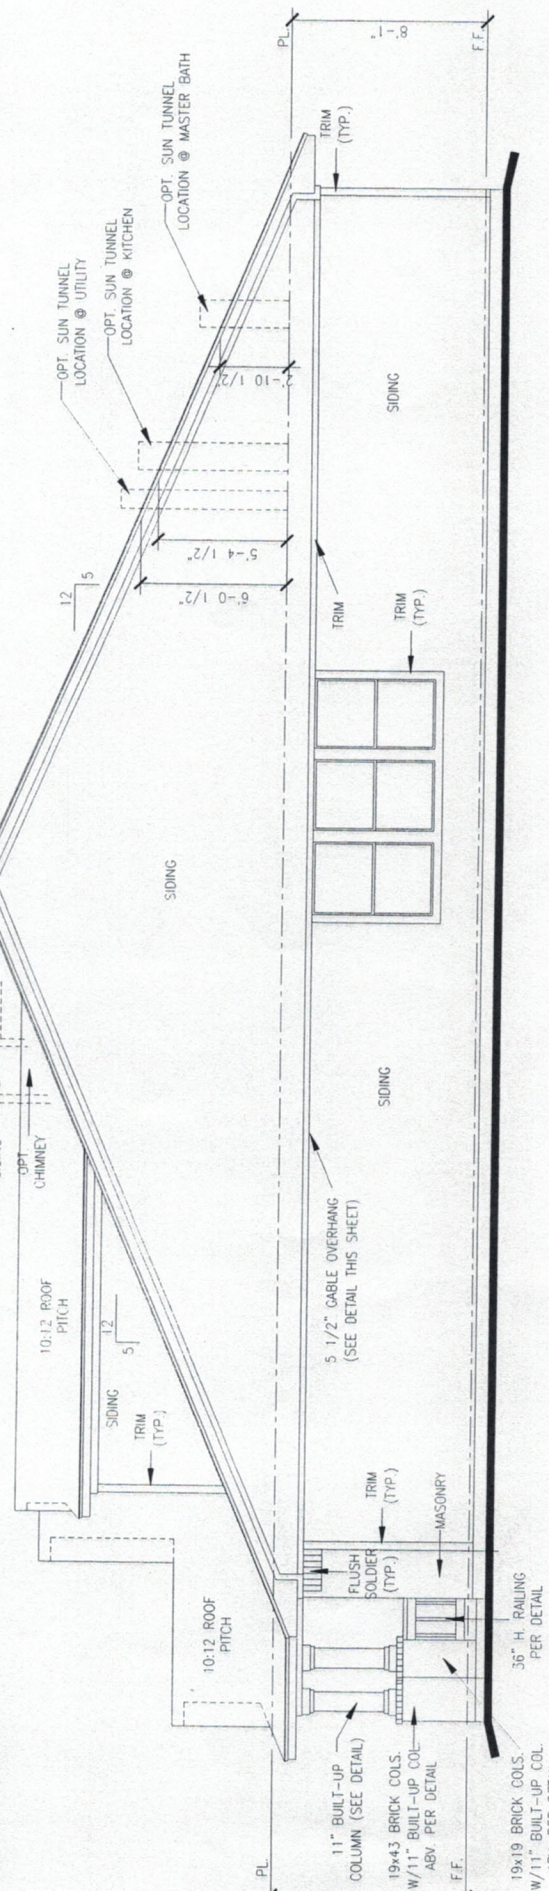 OPT. SUN TUNNEL
LOCATION @ MASTER BATH
OPT. SUN TUNNEL
LOCATION @ KITCHEN
OPT. SUN TUNNEL
LOCATION @ UTILITY
PL.
8'-1"
F.F.
TRIM
(TYP.)
2'-10 1/2"
5'-4 1/2"
6'-0 1/2"
12
5
SIDING
TRIM
TRIM
(TYP.)
SIDING
SIDING
OPT.
CHIMNEY
10:12 ROOF
PITCH
12
5
SIDING
TRIM
(TYP.)
5 1/2" GABLE OVERHANG
(SEE DETAIL THIS SHEET)
10:12 ROOF
PITCH
FLUSH
SOLDIER
(TYP.)
TRIM
(TYP.)
MASONRY
36" H. RAILING
PER DETAIL
PL.
11" BUILT-UP
COLUMN (SEE DETAIL)
19x43 BRICK COLS.
W/11" BUILT-UP COL.
ABV. PER DETAIL
F.F.
19x19 BRICK COLS.
W/11" BUILT-UP COL.